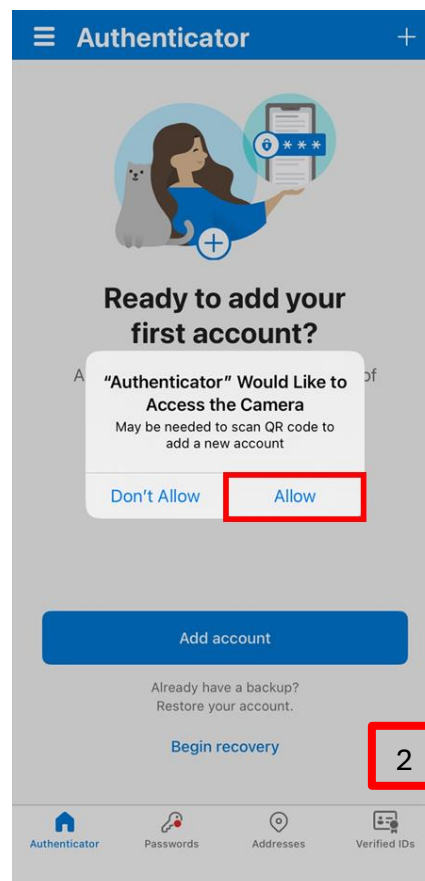 Authenticator
* * *
Ready to add your
first account?
A of
"Authenticator" Would Like to
Access the Camera
May be needed to scan QR code to
add a new account
Don't Allow Allow
Add account
Already have a backup?
Restore your account.
Begin recovery
2
Authenticator Passwords Addresses Verified IDs